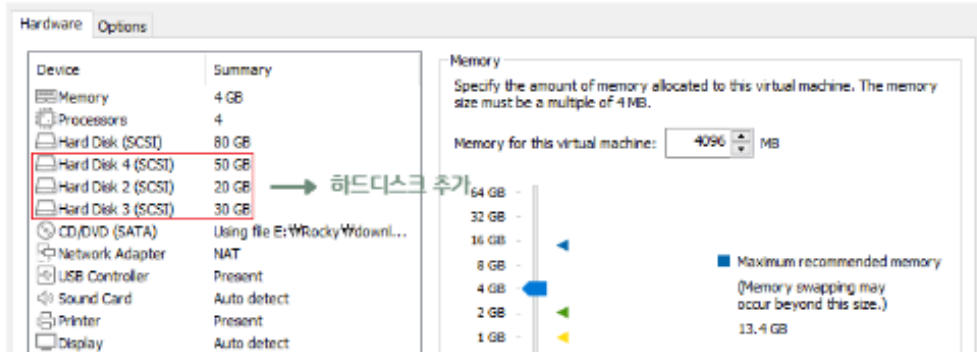 Hardware Options
Device Summary
Memory 4 GB
Processors 4
Hard Disk (SCSI) 80 GB
Hard Disk 4 (SCSI) 50 GB
Hard Disk 2 (SCSI) 20 GB
Hard Disk 3 (SCSI) 30 GB
CD/DVD (SATA) Using file E:₩Rocky₩downl...
Network Adapter NAT
USB Controller Present
Sound Card Auto detect
Printer Present
Display Auto detect
하드디스크 추가
Memory
Specify the amount of memory allocated to this virtual machine. The memory
size must be a multiple of 4 MB.
Memory for this virtual machine: 4096 MB
64 GB
32 GB
16 GB
8 GB
4 GB
2 GB
1 GB
Maximum recommended memory
(Memory swapping may
occur beyond this size.)
13.4 GB